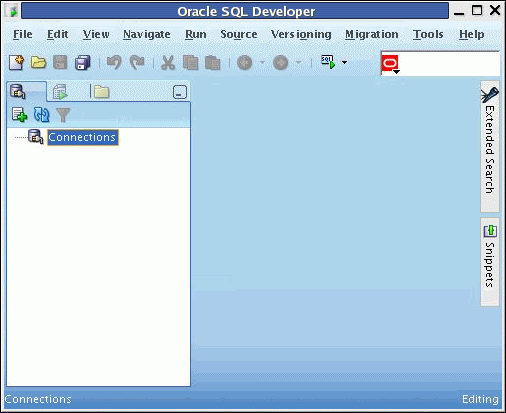 Oracle SQL Developer
File Edit View Navigate Run Source Versioning Migration Tools Help
SQL
Connections
Extended Search
Snippets
Connections Editing